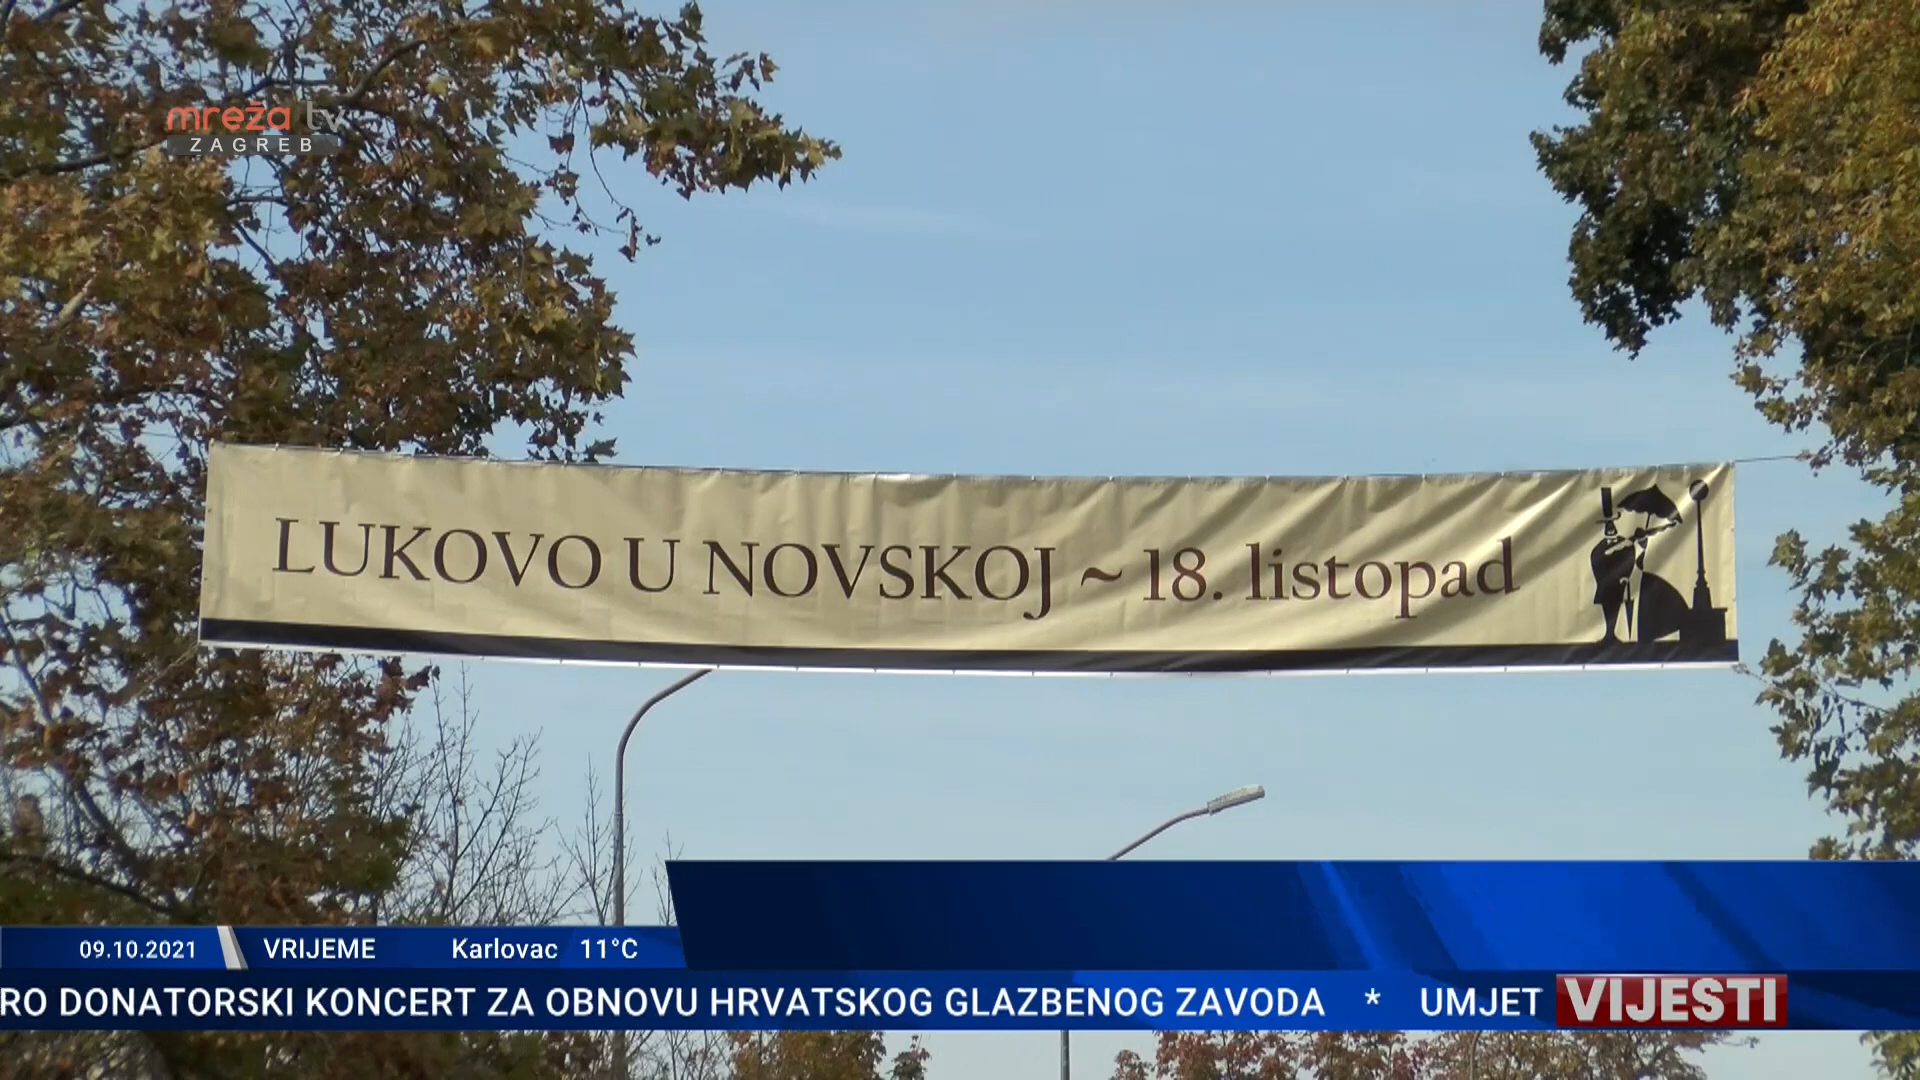 mreža tv
ZAGREB
LUKOVO U NOVSKOJ ~ 18. listopad
09.10.2021 VRIJEME Karlovac 11°C
RO DONATORSKI KONCERT ZA OBNOVU HRVATSKOG GLAZBENOG ZAVODA * UMJET VIJESTI